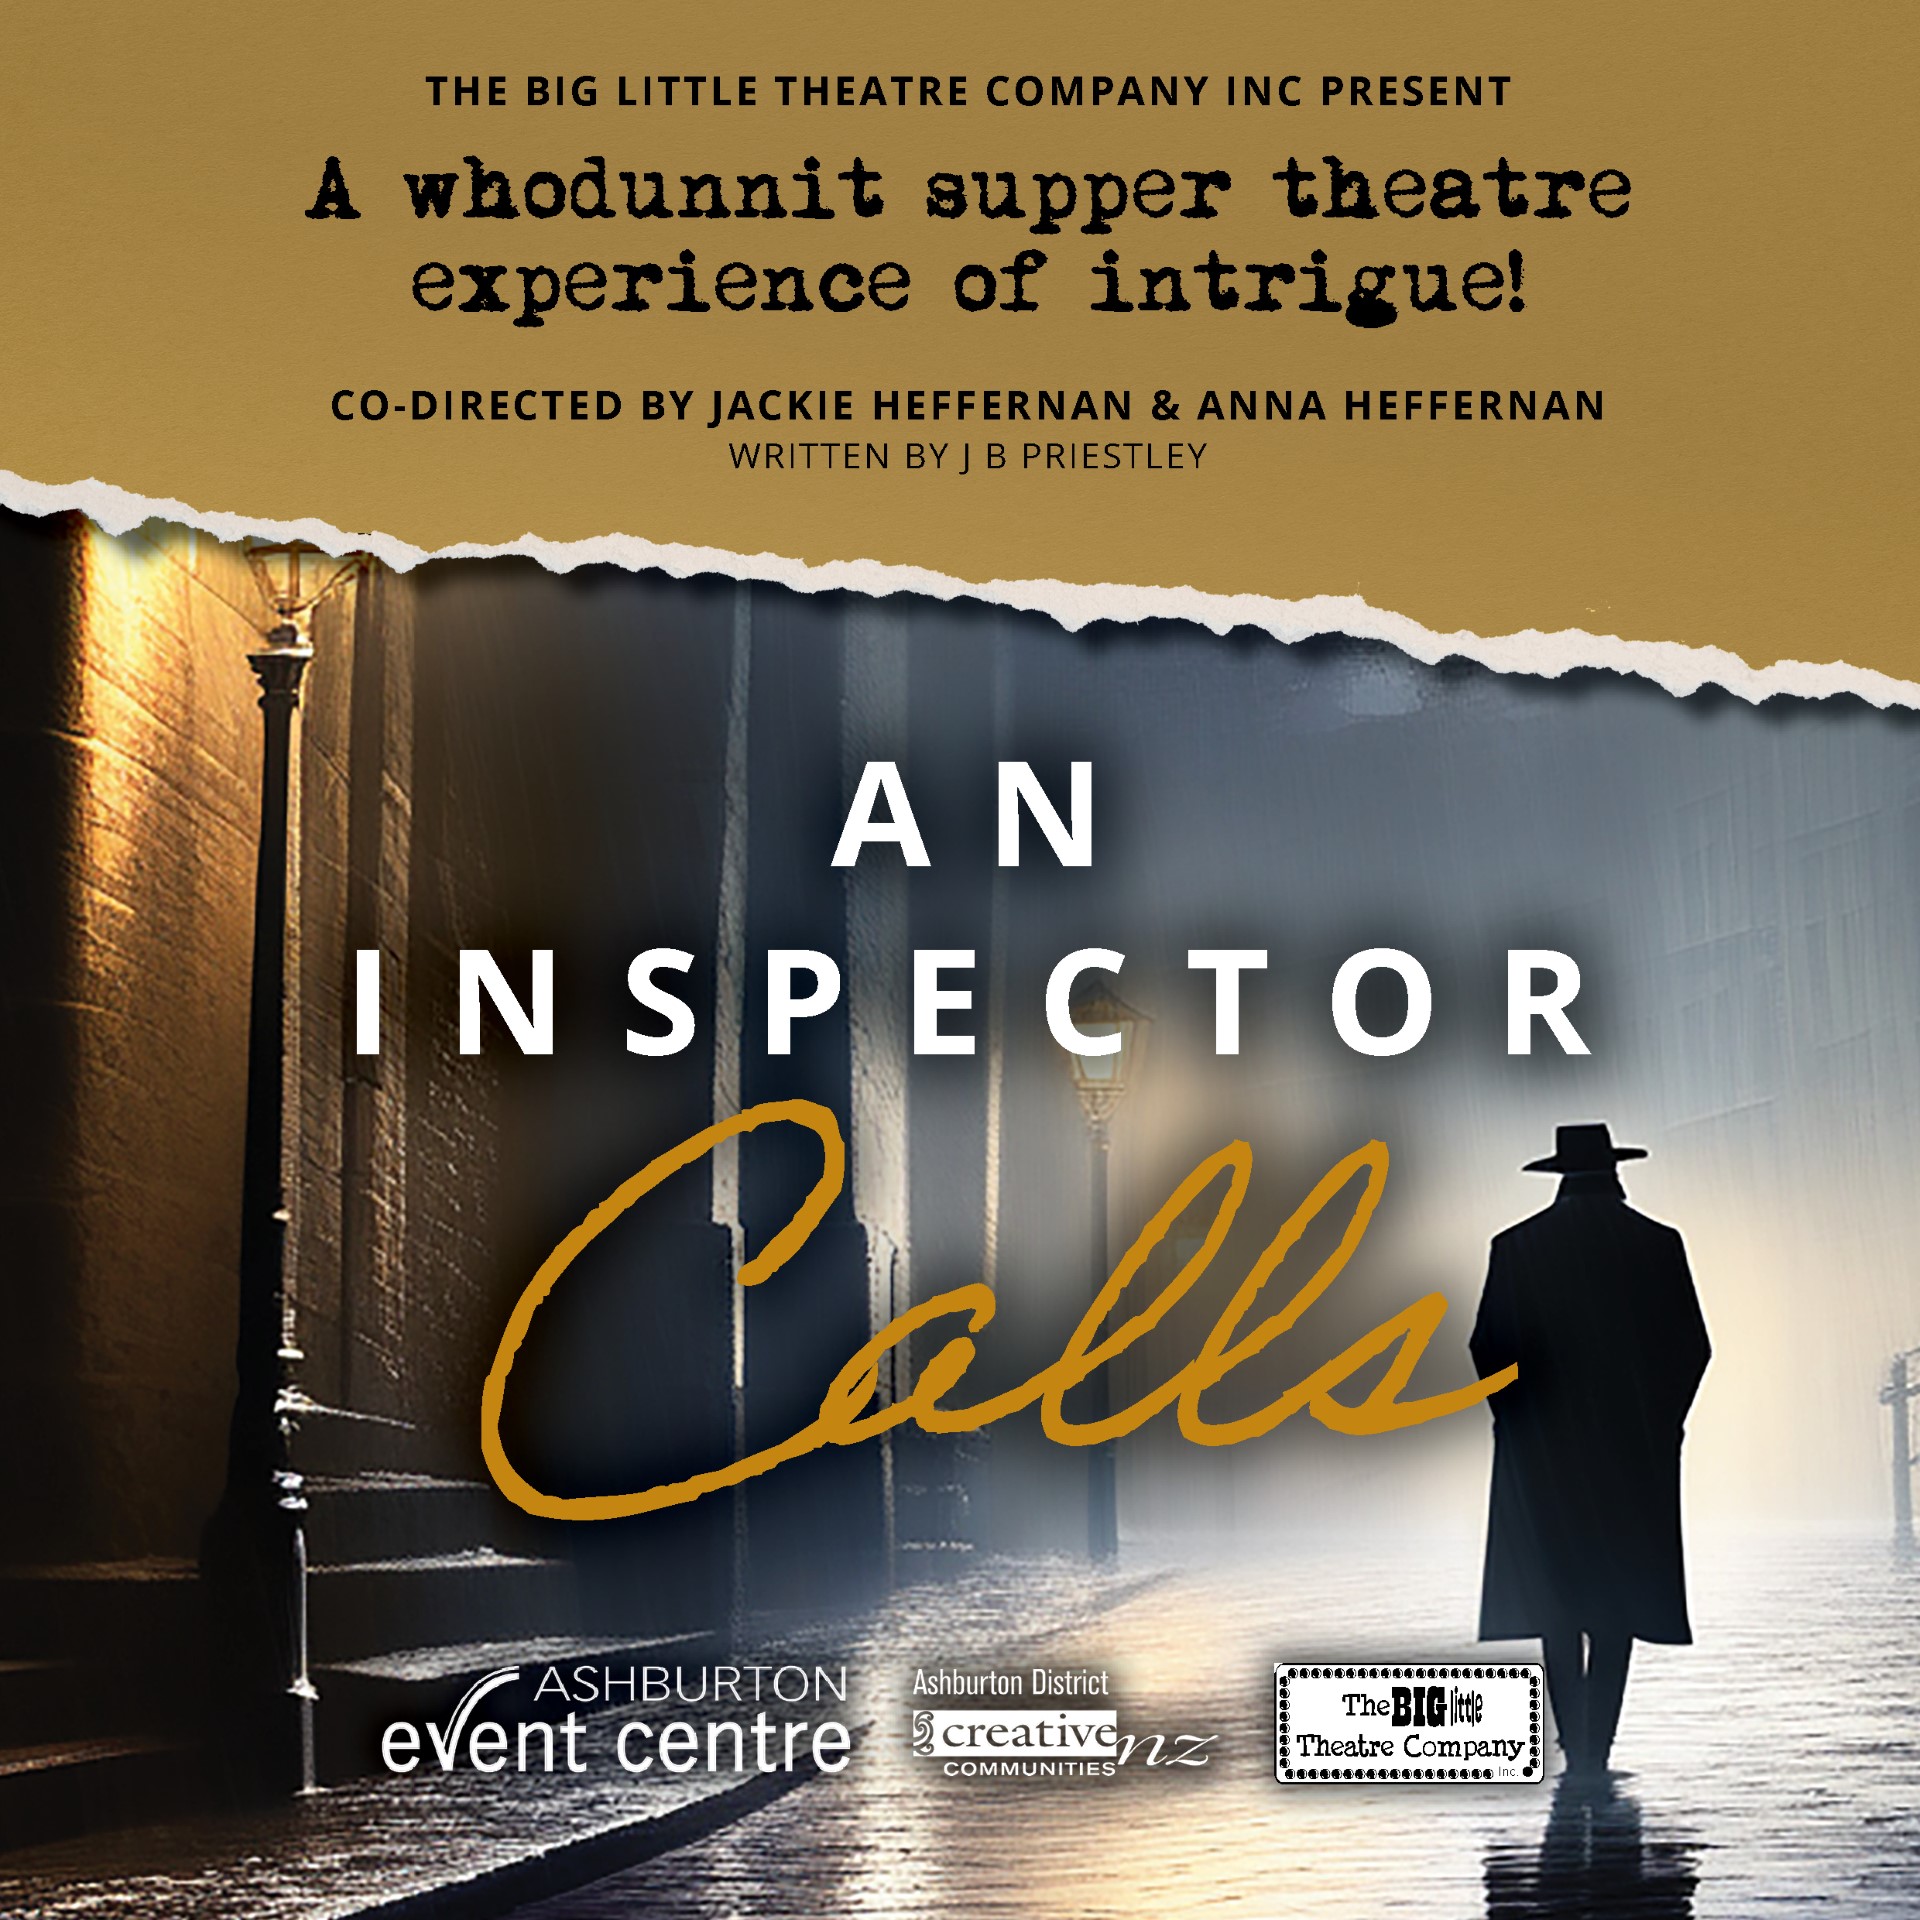 THE BIG LITTLE THEATRE COMPANY INC PRESENT
A whodunnit supper theatre
experience of intrigue!
CO-DIRECTED BY JACKIE HEFFERNAN & ANNA HEFFERNAN
WRITTEN BY J B PRIESTLEY
AN
INSPECTOR
Calls
ASHBURTON
event centre
Ashburton District
creative nz
COMMUNITIES
The BIG little
Theatre Company
Inc.